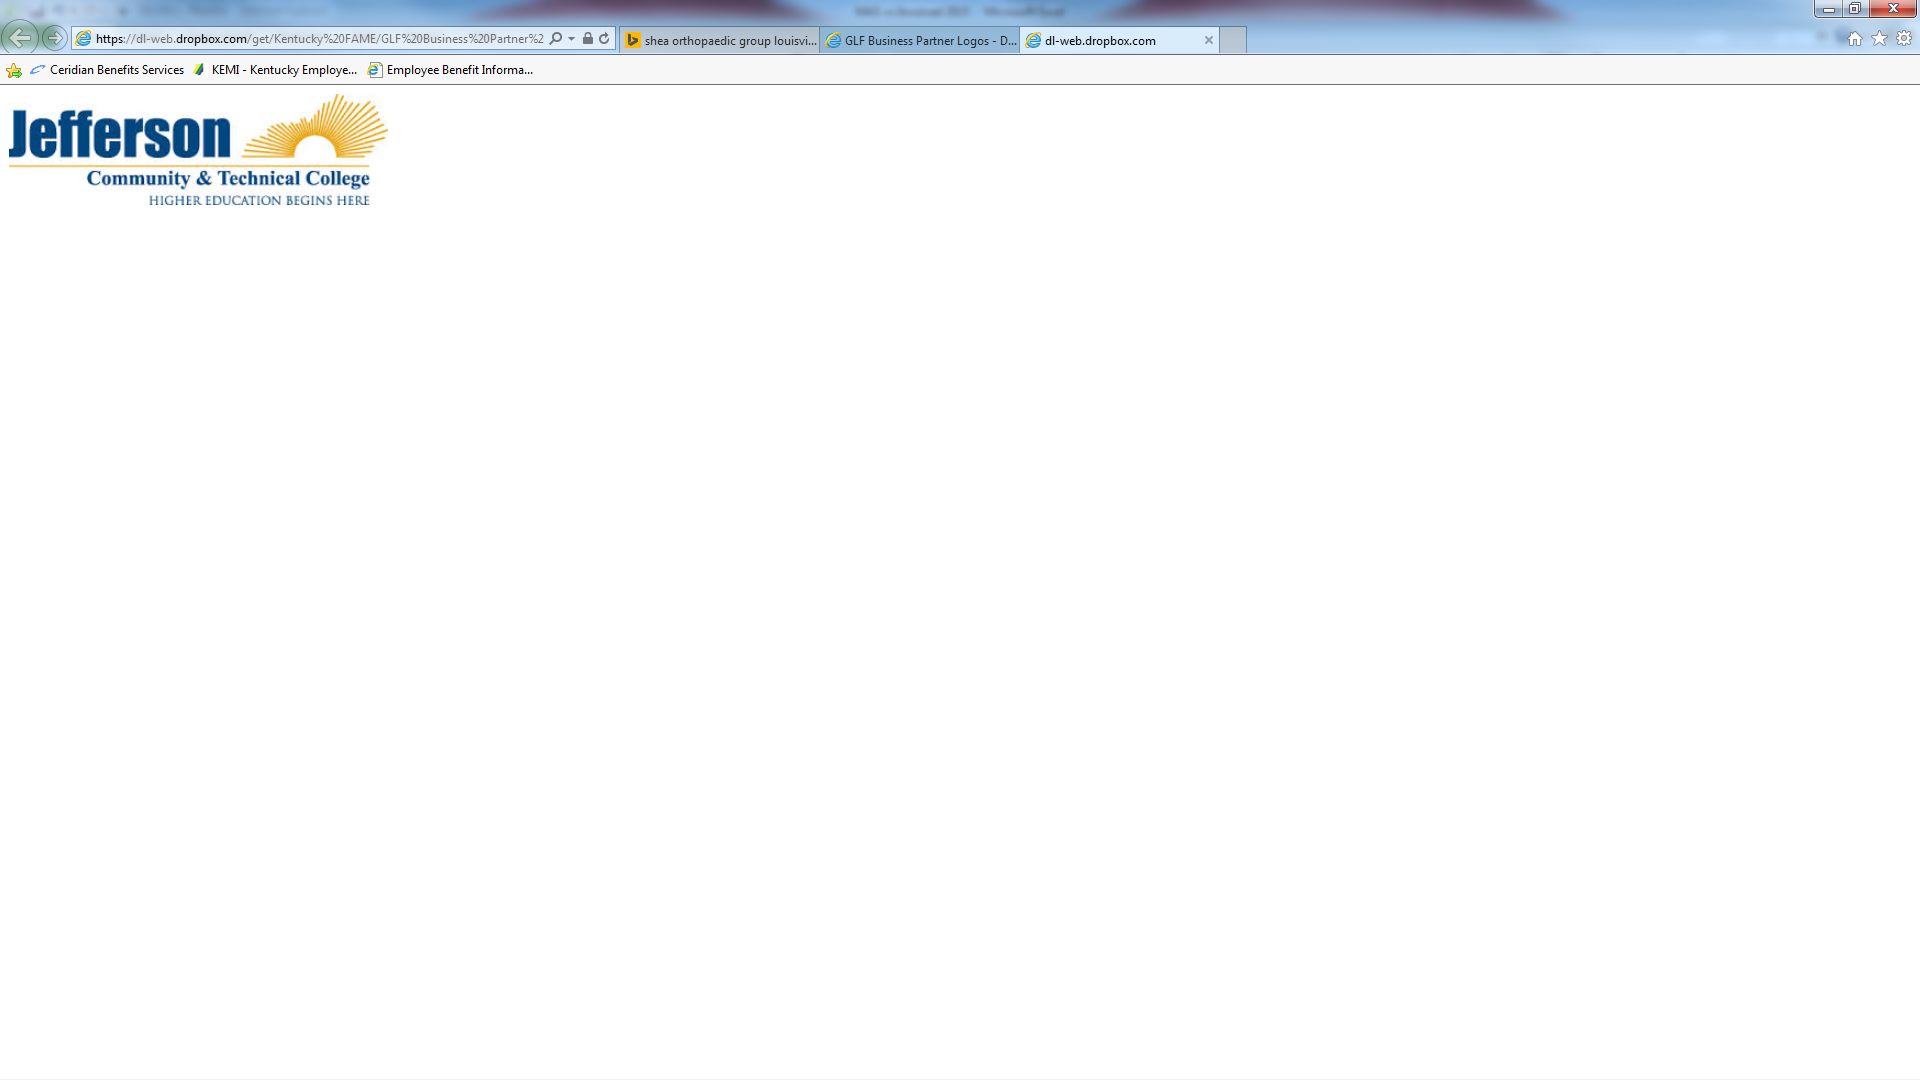 https://dl-web.dropbox.com/get/Kentucky%20FAME/GLF%20Business%20Partner%2
shea orthopaedic group louisvi...
GLF Business Partner Logos - D...
dl-web.dropbox.com
Ceridian Benefits Services
KEMI - Kentucky Employe...
Employee Benefit Informa...
Jefferson
Community & Technical College
HIGHER EDUCATION BEGINS HERE